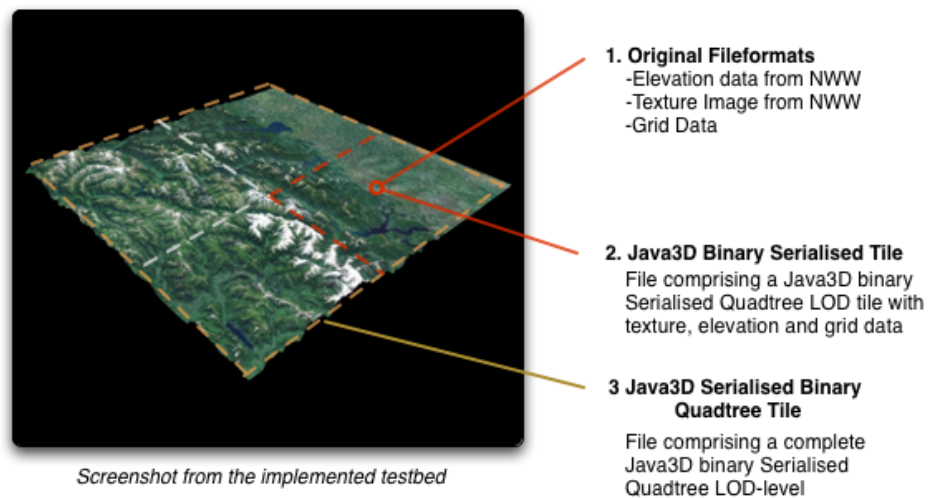 1. Original Fileformats
-Elevation data from NWW
-Texture Image from NWW
-Grid Data
2. Java3D Binary Serialised Tile
File comprising a Java3D binary
Serialised Quadtree LOD tile with
texture, elevation and grid data
3 Java3D Serialised Binary
Quadtree Tile
File comprising a complete
Java3D binary Serialised
Quadtree LOD-level
Screenshot from the implemented testbed